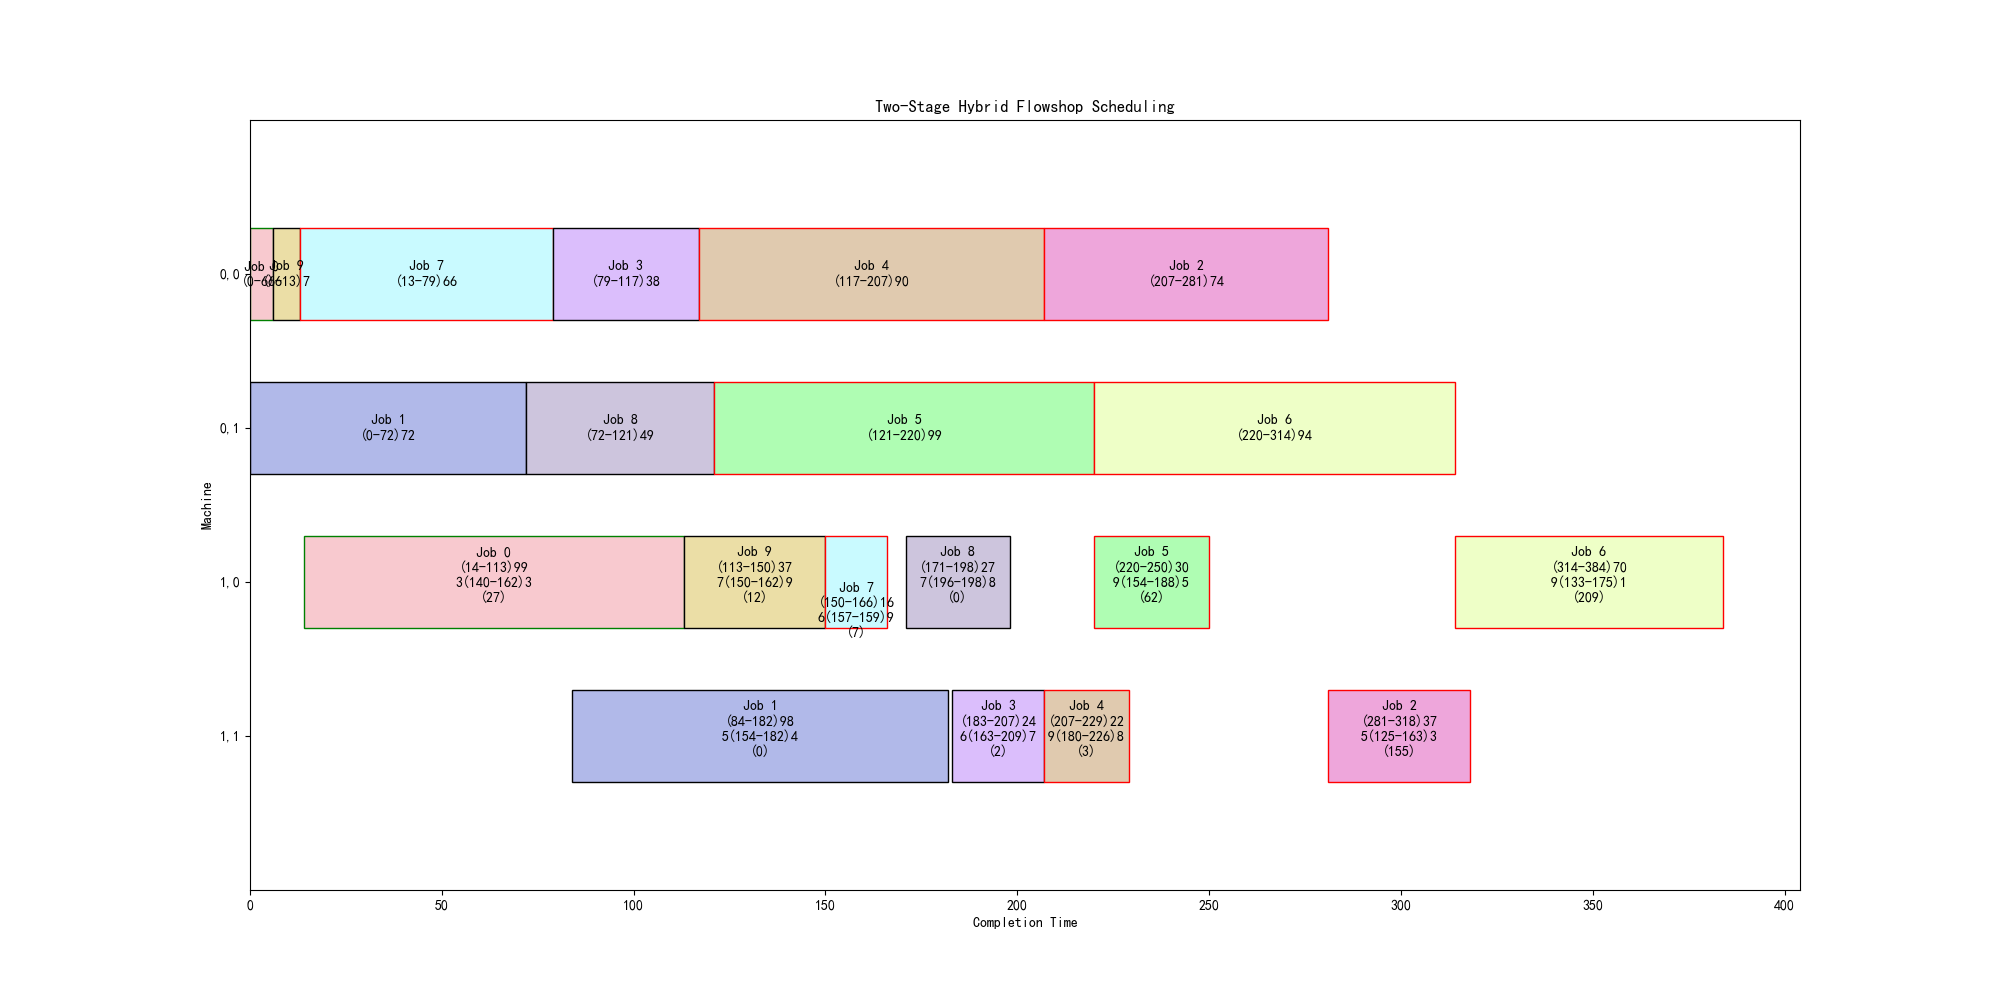 Two-Stage Hybrid Flowshop Scheduling
0,0
Job 9
Job 7
(13-79)66
Job 3
(79-117)38
Job 4
(117-207)90
Job 2
(207-281)74
0,1
Job 1
(0-72)72
Job 8
(72-121)49
Job 5
(121-220)99
Job 6
(220-314)94
Machine
1,0
Job 0
(14-113)99
3(140-162)3
(27)
Job 9
(113-150)37
7(150-162)9
(12)
Job 7
(150-166)16
6(157-159)9
(7)
Job 8
(171-198)27
7(196-198)8
(0)
Job 5
(220-250)30
9(154-188)5
(62)
Job 6
(314-384)70
9(133-175)1
(209)
1,1
Job 1
(84-182)98
5(154-182)4
(0)
Job 3
(183-207)24
6(163-209)7
(2)
Job 4
(207-229)22
9(180-226)8
(3)
Job 2
(281-318)37
5(125-163)3
(155)
0 50 100 150 200 250 300 350 400
Completion Time